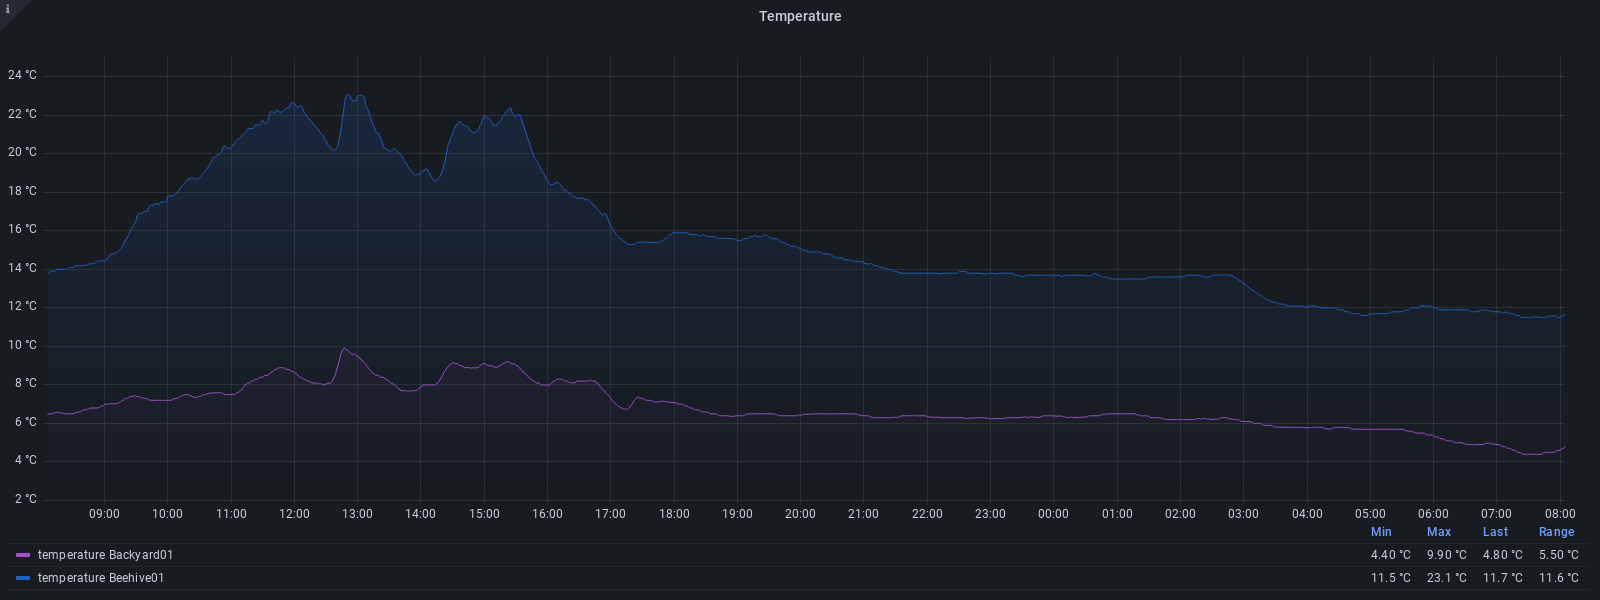 i
Temperature
24 °C
22 °C
20 °C
18 °C
16 °C
14 °C
12 °C
10 °C
8 °C
6 °C
4 °C
2 °C
09:00 10:00 11:00 12:00 13:00 14:00 15:00 16:00 17:00 18:00 19:00 20:00 21:00 22:00 23:00 00:00 01:00 02:00 03:00 04:00 05:00 06:00 07:00 08:00
Min Max Last Range
temperature Backyard01 4.40 °C 9.90 °C 4.80 °C 5.50 °C
temperature Beehive01 11.5 °C 23.1 °C 11.7 °C 11.6 °C